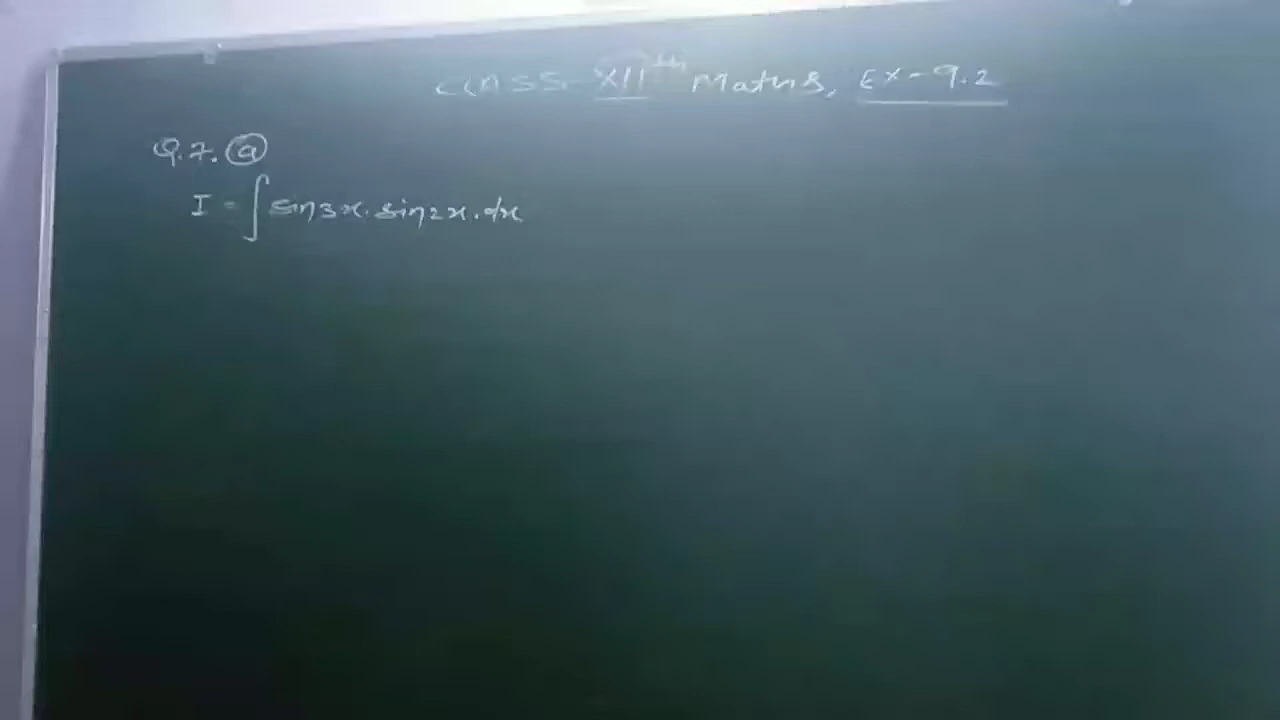 CLASS-XIIth Maths, EX-9.2
Q.7. ⓐ
I = ∫ sin3x. sin2x. dx